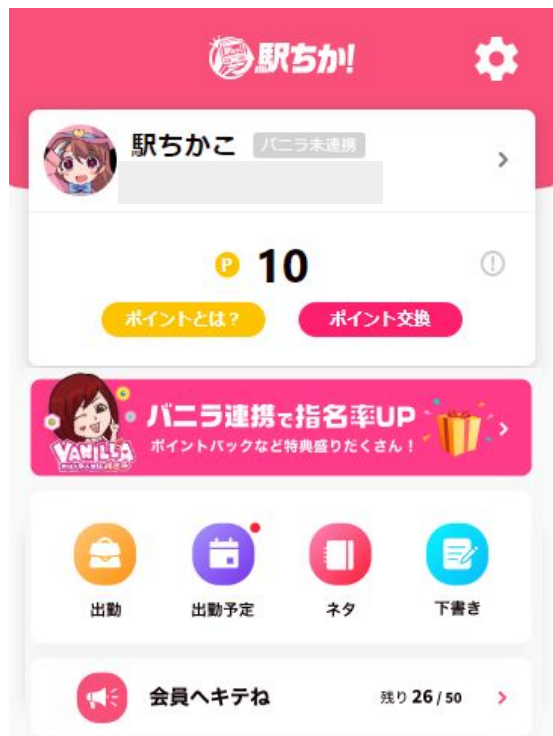 駅ちか!
駅ちかこ バニラ未連携
P 10
ポイントとは？ ポイント交換
バニラ連携で指名率UP
ポイントバックなど特典盛りだくさん！
VANILLA
出勤 出勤予定 ネタ 下書き
会員へキテね 残り 26 / 50